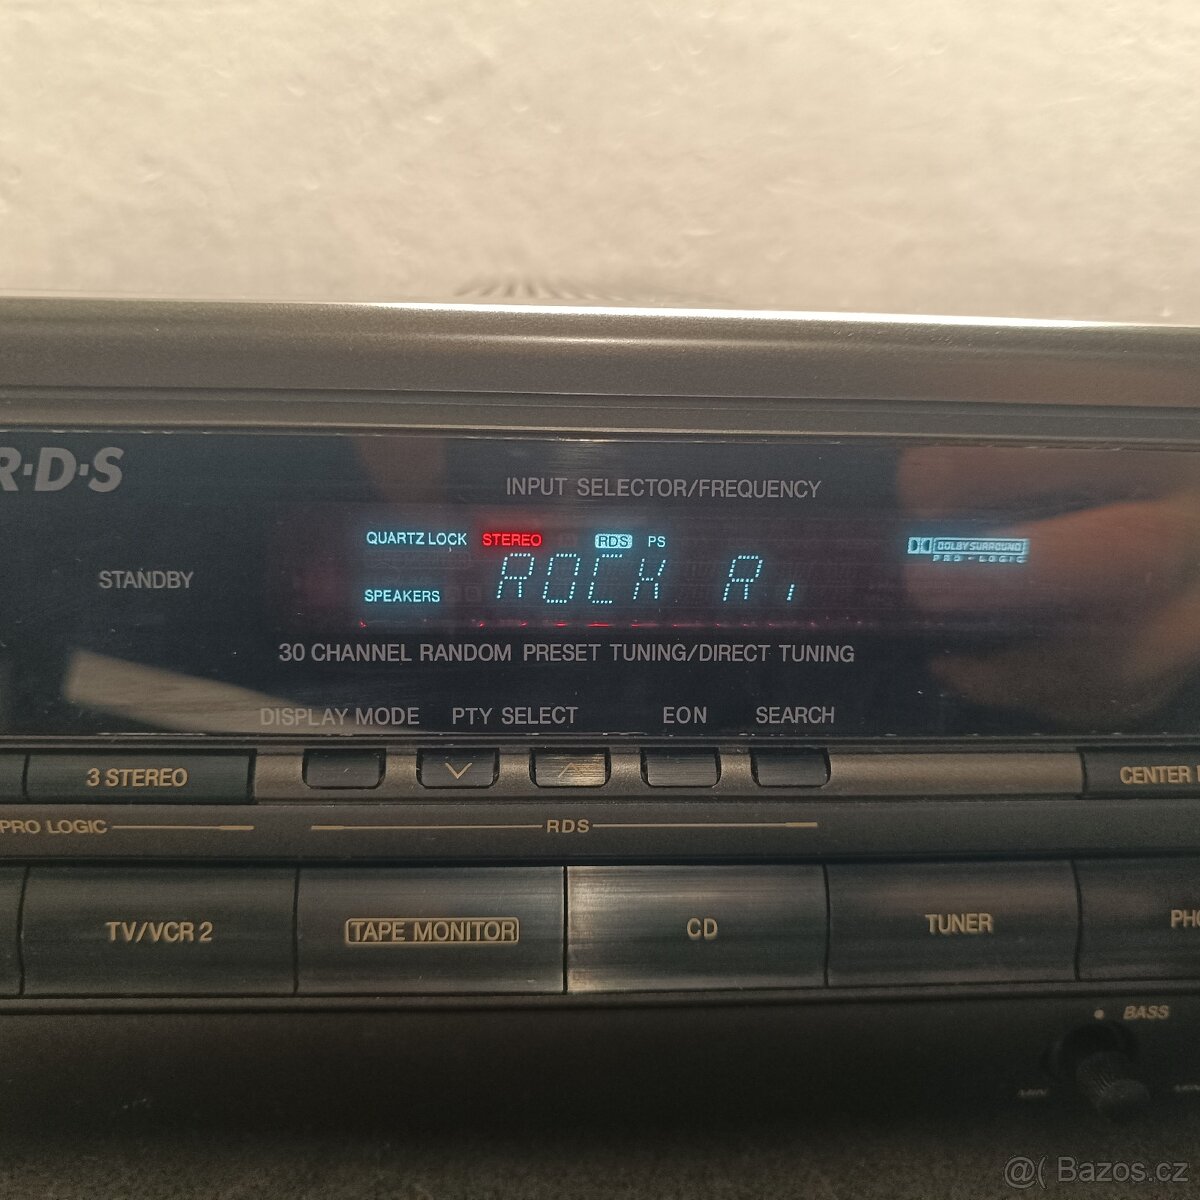 R·D·S
INPUT SELECTOR/FREQUENCY
QUARTZ LOCK STEREO RDS PS
DOLBY SURROUND
PRO · LOGIC
STANDBY
ROCK R
SPEAKERS
30 CHANNEL RANDOM PRESET TUNING/DIRECT TUNING
DISPLAY MODE PTY SELECT EON SEARCH
3 STEREO CENTER
PRO LOGIC RDS
TV/VCR 2 TAPE MONITOR CD TUNER PHO
BASS
@( Bazos.cz